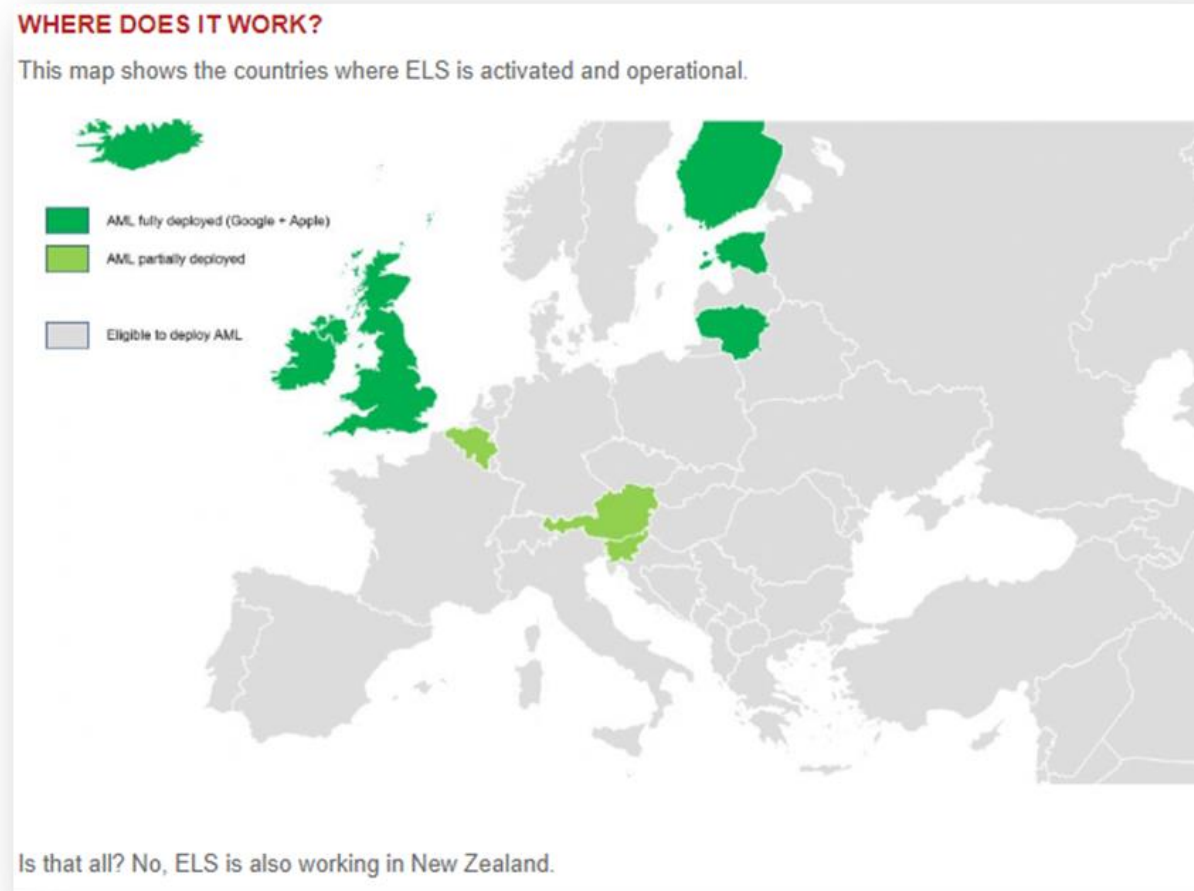 WHERE DOES IT WORK?
This map shows the countries where ELS is activated and operational.
AML fully deployed (Google + Apple)
AML partially deployed
Eligible to deploy AML
Is that all? No, ELS is also working in New Zealand.